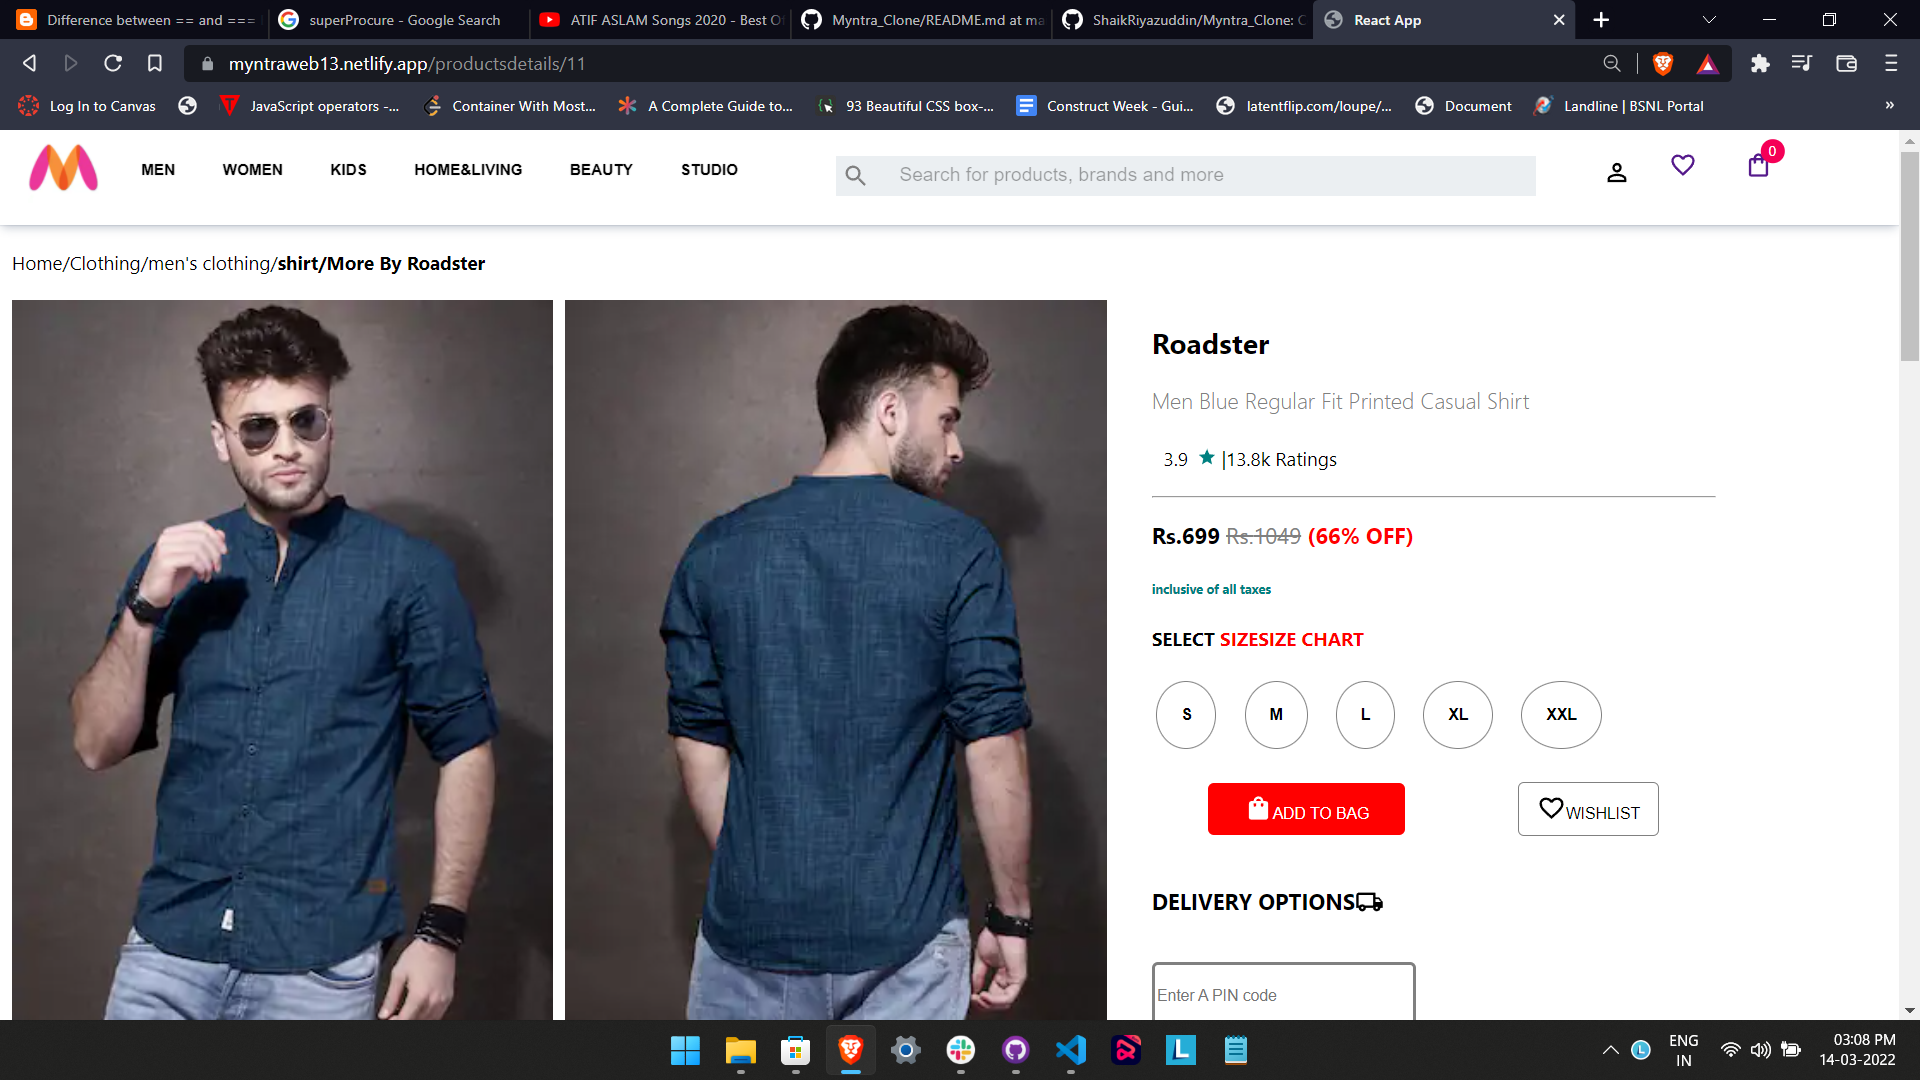 Difference between == and ===
superProcure - Google Search
ATIF ASLAM Songs 2020 - Best O
Myntra_Clone/README.md at ma
ShaikRiyazuddin/Myntra_Clone: C
React App
myntraweb13.netlify.app/productsdetails/11
Log In to Canvas
JavaScript operators -...
Container With Most...
A Complete Guide to...
93 Beautiful CSS box-...
Construct Week - Gui...
latentflip.com/loupe/...
Document
Landline | BSNL Portal
»
MEN
WOMEN
KIDS
HOME&LIVING
BEAUTY
STUDIO
Search for products, brands and more
0
Home/Clothing/men's clothing/shirt/More By Roadster
Roadster
Men Blue Regular Fit Printed Casual Shirt
3.9 ★ |13.8k Ratings
Rs.699 Rs.1049 (66% OFF)
inclusive of all taxes
SELECT SIZESIZE CHART
S
M
L
XL
XXL
ADD TO BAG
WISHLIST
DELIVERY OPTIONS
Enter A PIN code
ENG
IN
03:08 PM
14-03-2022